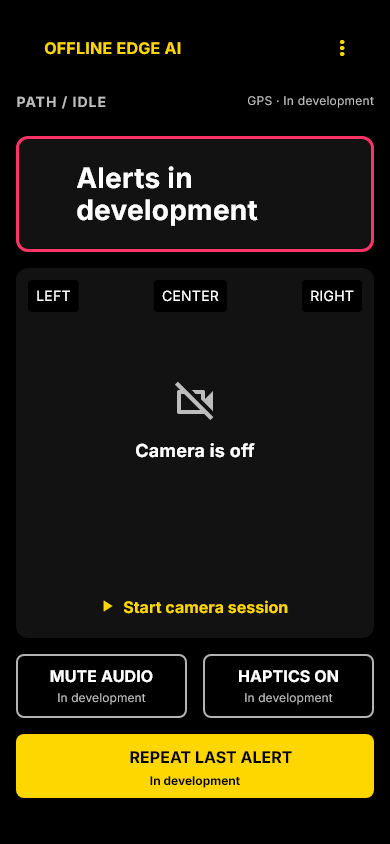 OFFLINE EDGE AI
PATH / IDLE
GPS · In development
Alerts in
development
LEFT
CENTER
RIGHT
Camera is off
Start camera session
MUTE AUDIO
In development
HAPTICS ON
In development
REPEAT LAST ALERT
In development